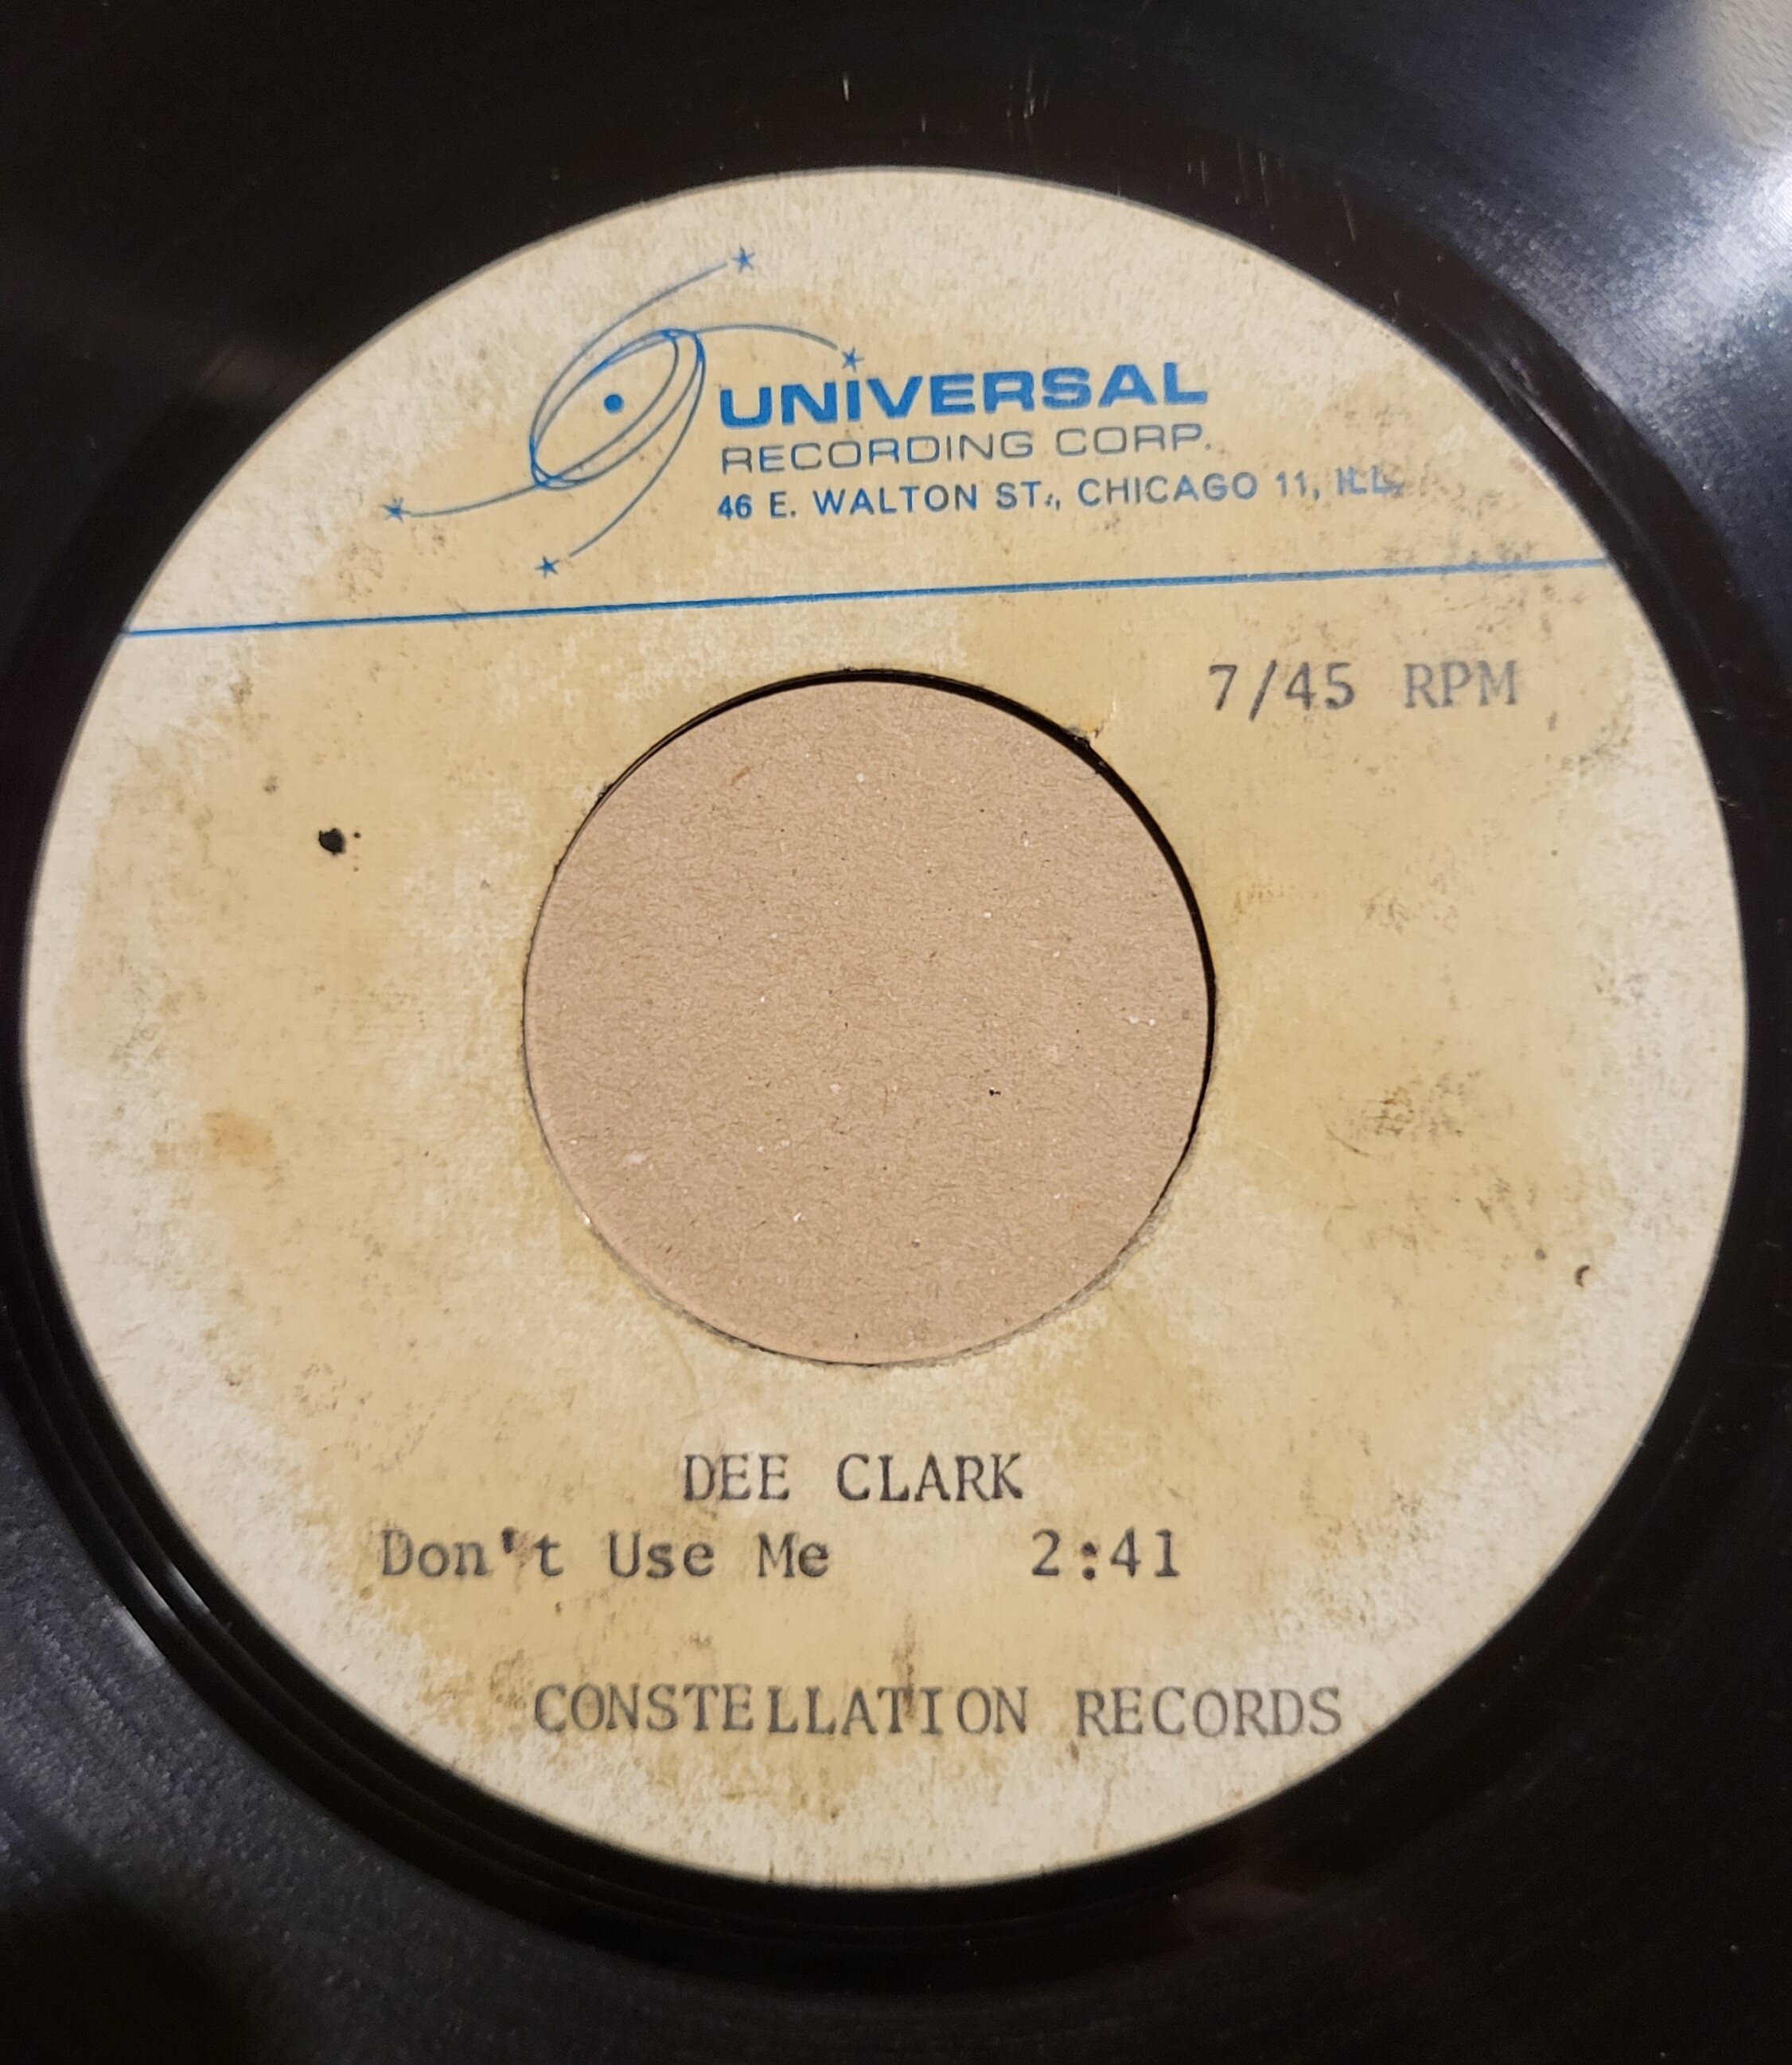 UNIVERSAL
RECORDING CORP.
46 E. WALTON ST., CHICAGO 11, ILL.
7/45 RPM
DEE CLARK
Don't Use Me 2:41
CONSTELLATION RECORDS